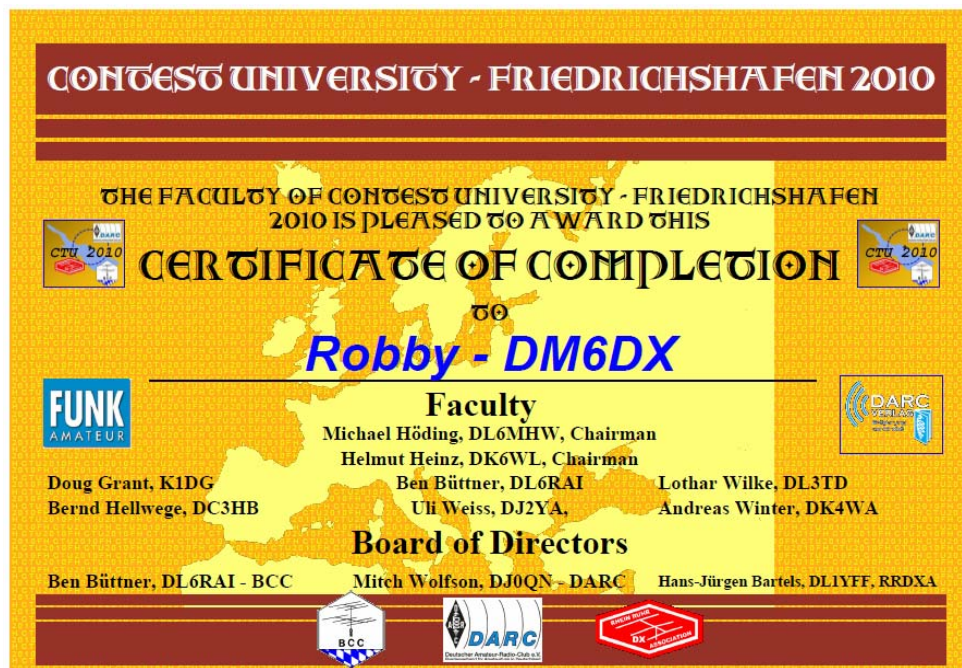 CONTEST UNIVERSITY - FRIEDRICHSHAFEN 2010
THE FACULTY OF CONTEST UNIVERSITY - FRIEDRICHSHAFEN
2010 IS PLEASED TO AWARD THIS
CTU 2010
DARC
CERTIFICATE OF COMPLETION
CTU 2010
DARC
TO
Robby - DM6DX
FUNK
AMATEUR
DARC
VERLAG
Faculty
Michael Höding, DL6MHW, Chairman
Helmut Heinz, DK6WL, Chairman
Doug Grant, K1DG Ben Büttner, DL6RAI Lothar Wilke, DL3TD
Bernd Hellwege, DC3HB Uli Weiss, DJ2YA, Andreas Winter, DK4WA
Board of Directors
Ben Büttner, DL6RAI - BCC Mitch Wolfson, DJ0QN - DARC Hans-Jürgen Bartels, DL1YFF, RRDXA
BCC
DARC
Deutscher Amateur-Radio-Club e.V.
RHEIN RUHR
DX
ASSOCIATION